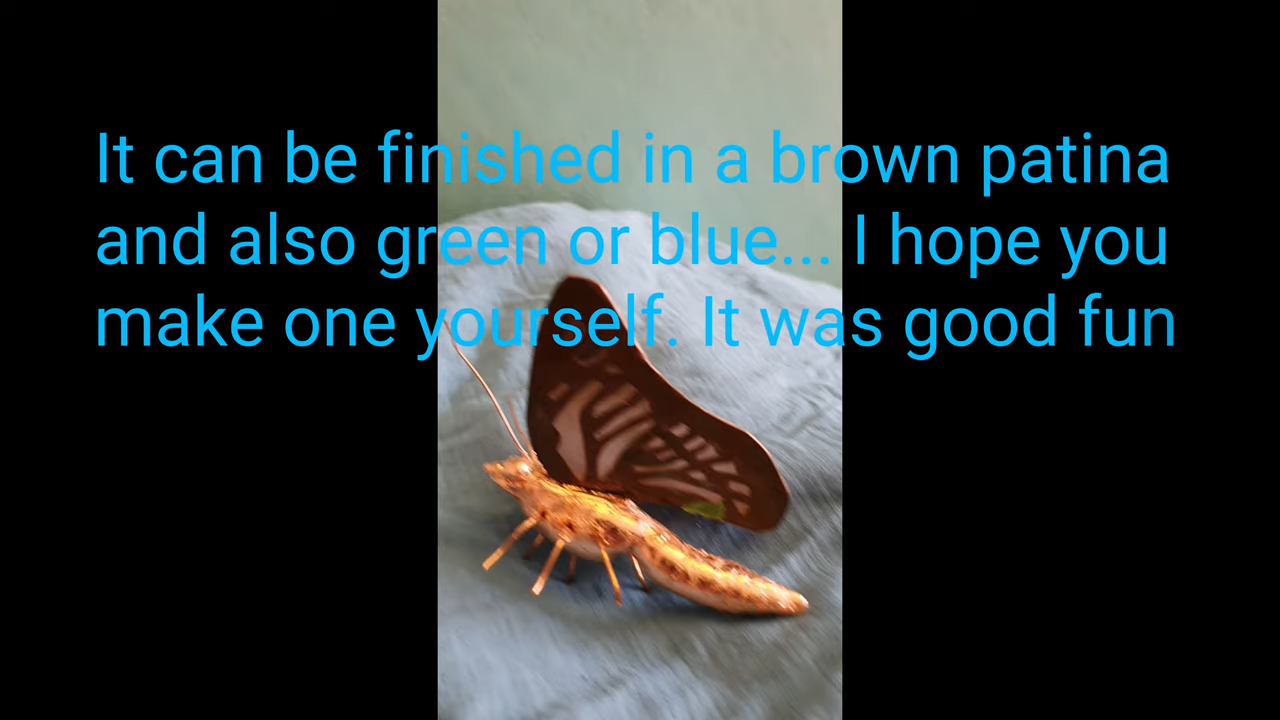 It can be finished in a brown patina
and also green or blue... I hope you
make one yourself. It was good fun